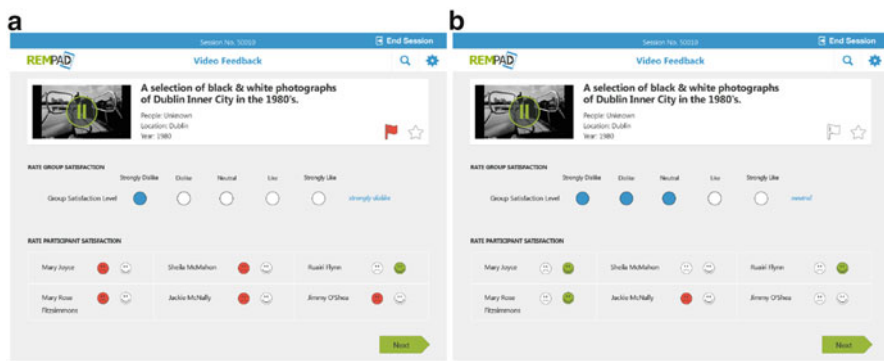 a
Session No. 50018
End Session
REMPAD
Video Feedback
A selection of black & white photographs
of Dublin Inner City in the 1980's.
People: Unknown
Location: Dublin
Year: 1980
RATE GROUP SATISFACTION
Strongly Dislike Dislike Neutral Like Strongly Like
Group Satisfaction Level strongly dislike
RATE PARTICIPANT SATISFACTION
Mary Joyce Sheila McMahon Ruairi Flynn
Mary Rose Jackie McNally Jimmy O'Shea
Fitzsimmons
Next
b
Session No. 50018
End Session
REMPAD
Video Feedback
A selection of black & white photographs
of Dublin Inner City in the 1980's.
People: Unknown
Location: Dublin
Year: 1980
RATE GROUP SATISFACTION
Strongly Dislike Dislike Neutral Like Strongly Like
Group Satisfaction Level neutral
RATE PARTICIPANT SATISFACTION
Mary Joyce Sheila McMahon Ruairi Flynn
Mary Rose Jackie McNally Jimmy O'Shea
Fitzsimmons
Next